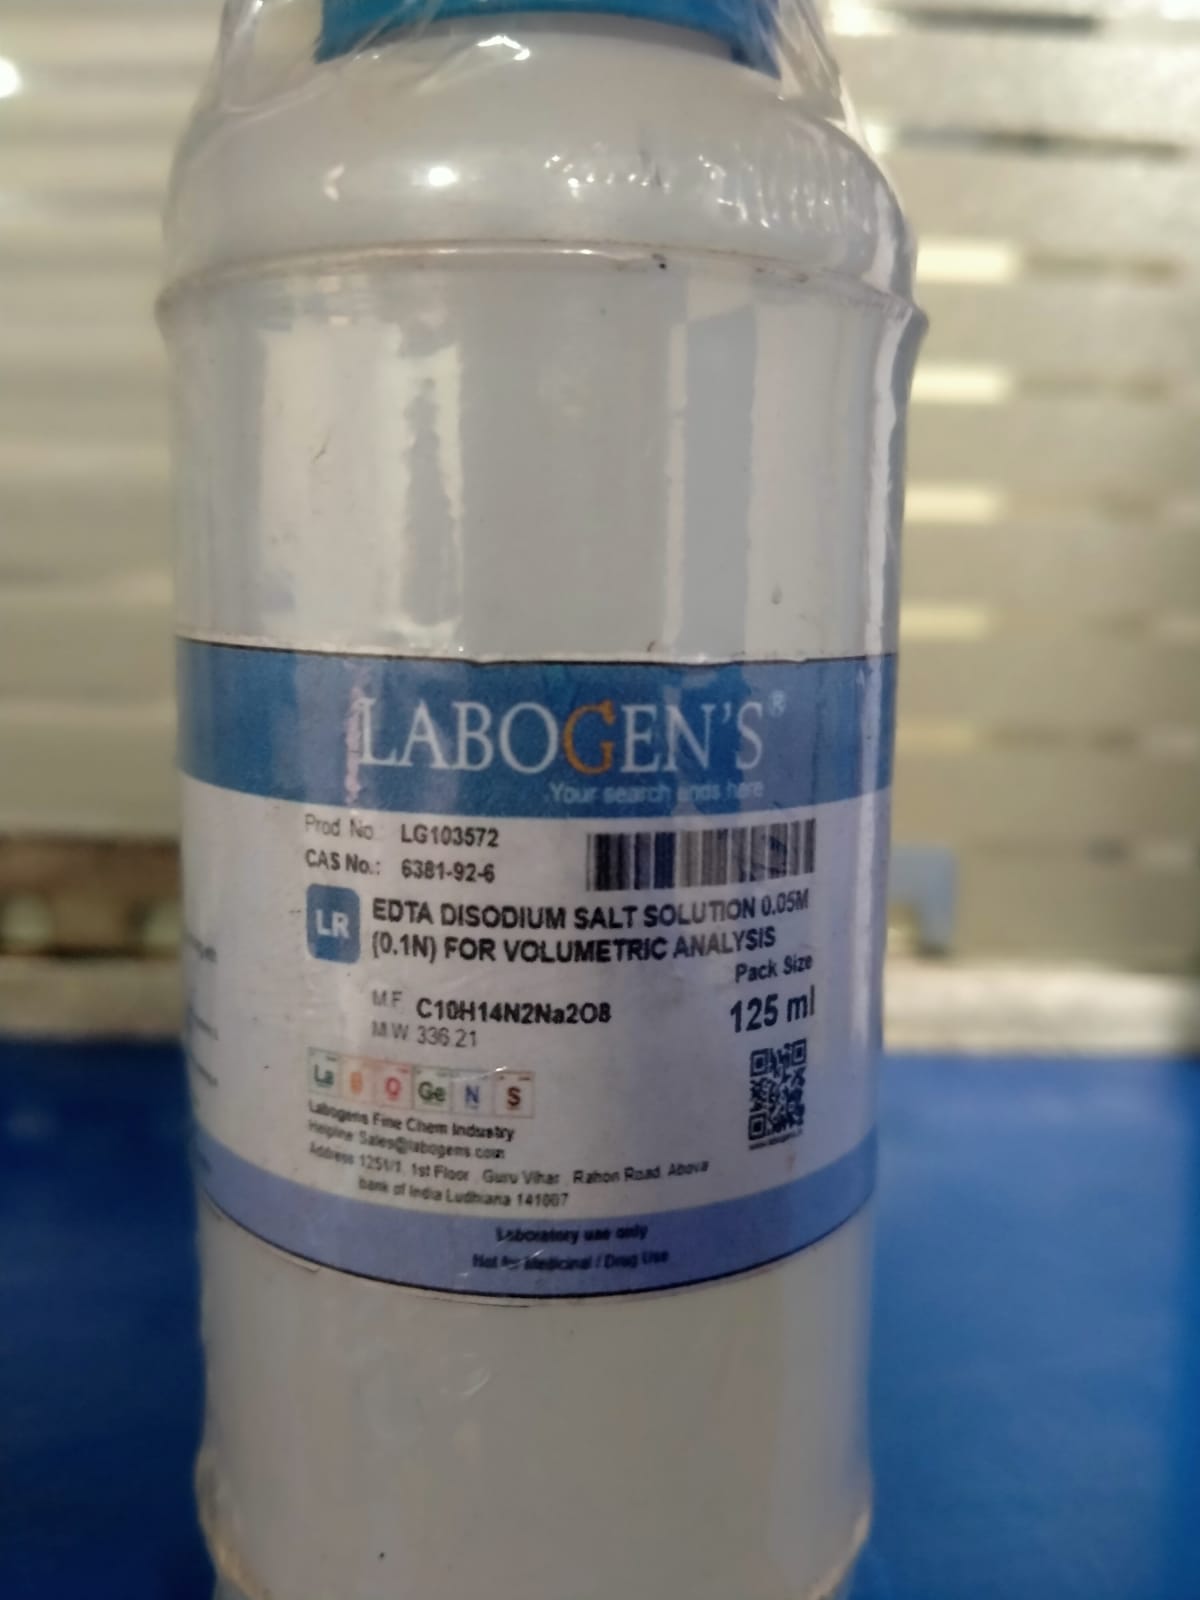 LABOGEN'S®
Your search ends here
Prod. No. LG103572
CAS No.: 6381-92-6
LR
EDTA DISODIUM SALT SOLUTION 0.05M
(0.1N) FOR VOLUMETRIC ANALYSIS
Pack Size
125 ml
M.F. C10H14N2Na2O8
M.W. 336.21
La B O Ge N S
Labogens Fine Chem Industry
Helpline Sales@labogens.com
Address 1251/1, 1st Floor , Guru Vihar , Rahon Road. Above
bank of India Ludhiana 141007
Laboratory use only
Not for Medicinal / Drug Use